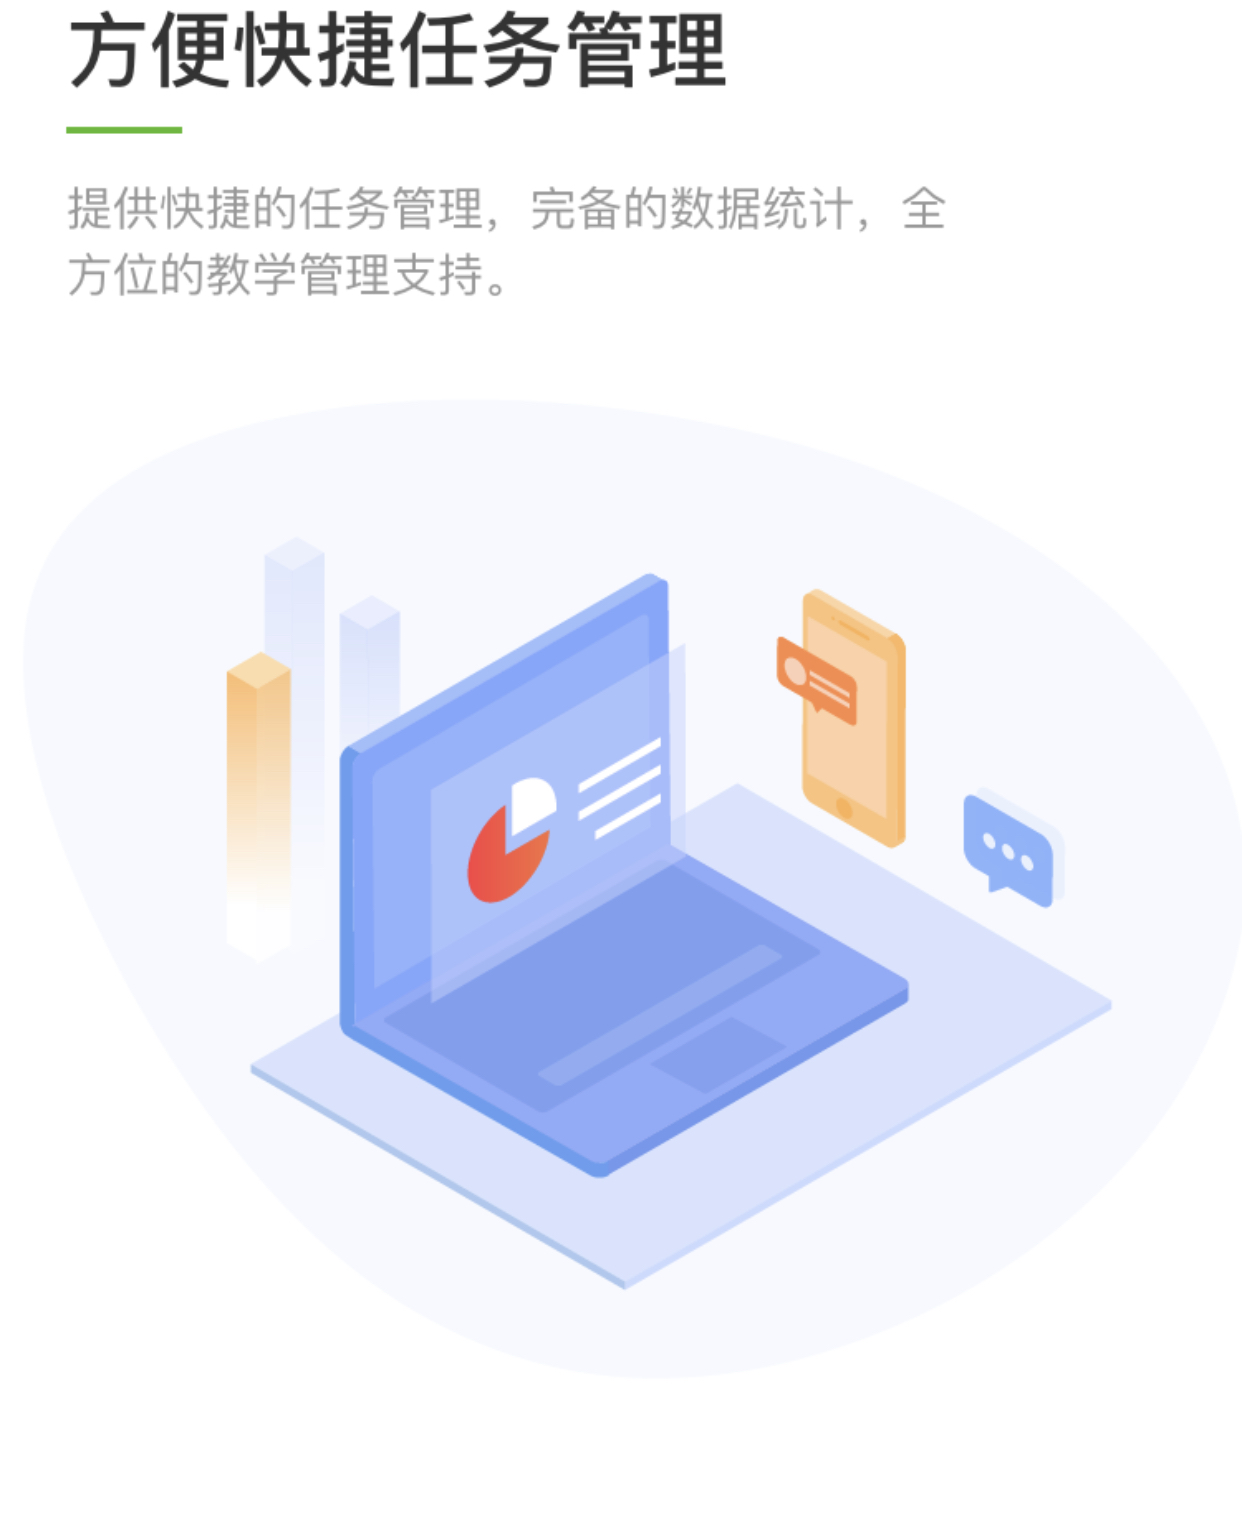 方便快捷任务管理
提供快捷的任务管理，完备的数据统计，全
方位的教学管理支持。